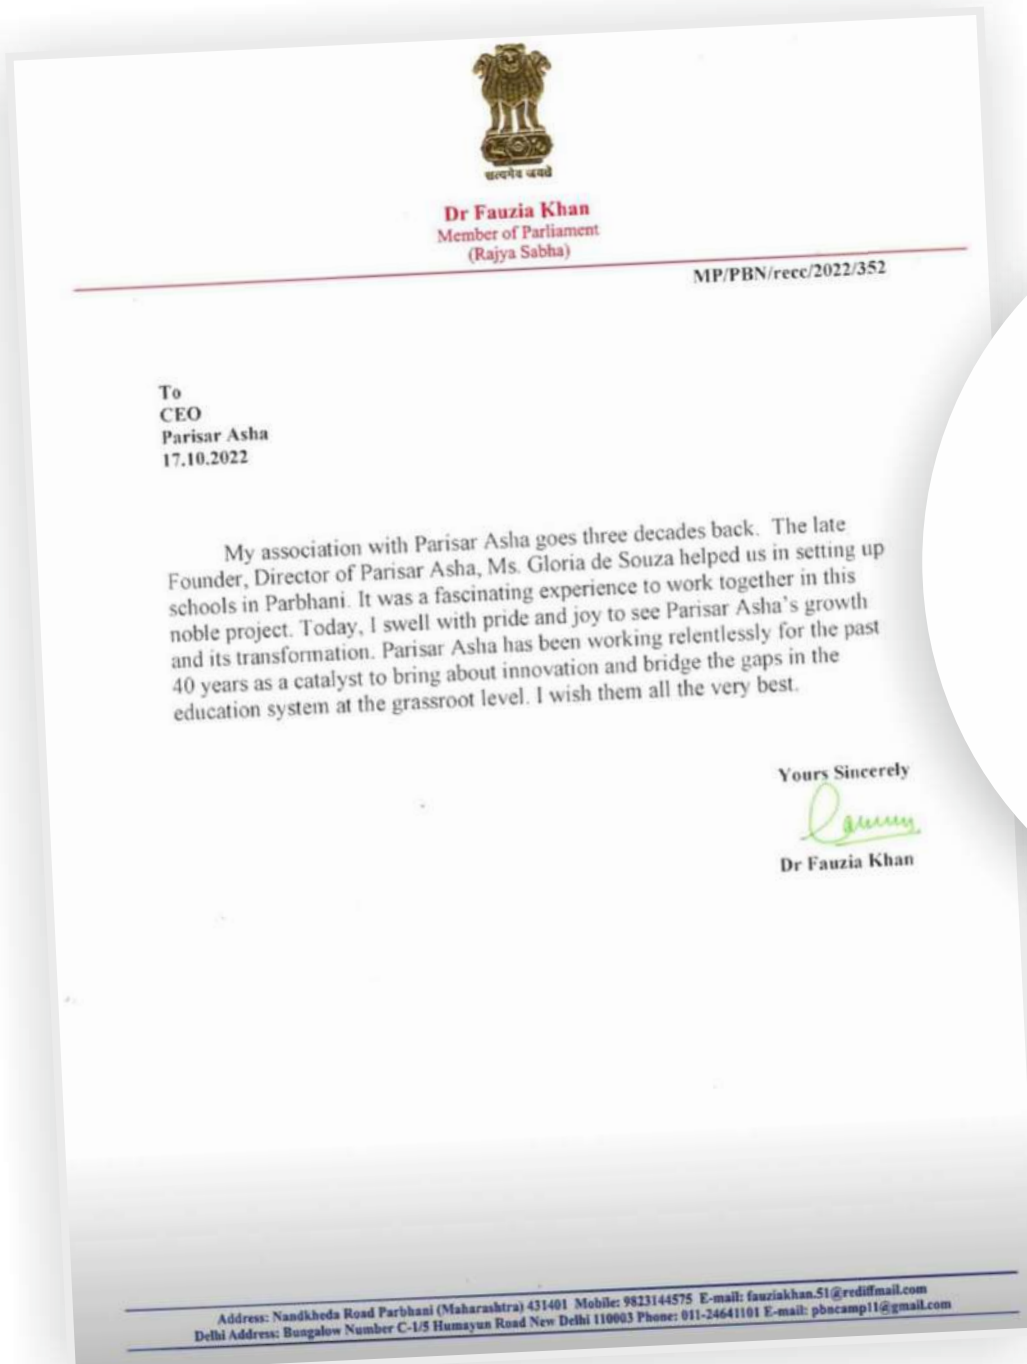 सत्यमेव जयते
Dr Fauzia Khan
Member of Parliament
(Rajya Sabha)
MP/PBN/recc/2022/352
To
CEO
Parisar Asha
17.10.2022
My association with Parisar Asha goes three decades back. The late
Founder, Director of Parisar Asha, Ms. Gloria de Souza helped us in setting up
schools in Parbhani. It was a fascinating experience to work together in this
noble project. Today, I swell with pride and joy to see Parisar Asha's growth
and its transformation. Parisar Asha has been working relentlessly for the past
40 years as a catalyst to bring about innovation and bridge the gaps in the
education system at the grassroot level. I wish them all the very best.
Yours Sincerely
Dr Fauzia Khan
Address: Nandkheda Road Parbhani (Maharashtra) 431401 Mobile: 9823144575 E-mail: fauziakhan.51@rediffmail.com
Delhi Address: Bungalow Number C-1/5 Humayun Road New Delhi 110003 Phone: 011-24641101 E-mail: pbncamp11@gmail.com